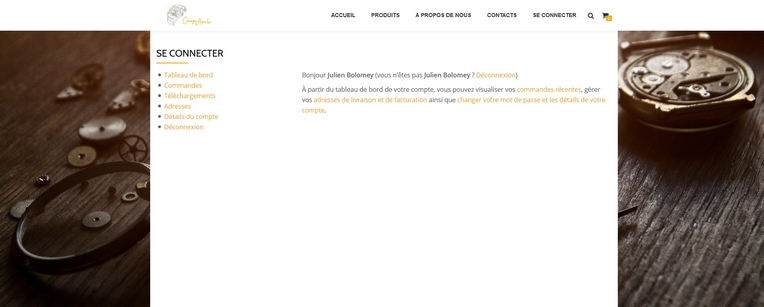 ACCUEIL PRODUITS A PROPOS DE NOUS CONTACTS SE CONNECTER
SE CONNECTER
Tableau de bord
Commandes
Téléchargements
Adresses
Détails du compte
Déconnexion
Bonjour Julien Bolomey (vous n’êtes pas Julien Bolomey ? Déconnexion)
À partir du tableau de bord de votre compte, vous pouvez visualiser vos commandes récentes, gérer
vos adresses de livraison et de facturation ainsi que changer votre mot de passe et les détails de votre
compte.